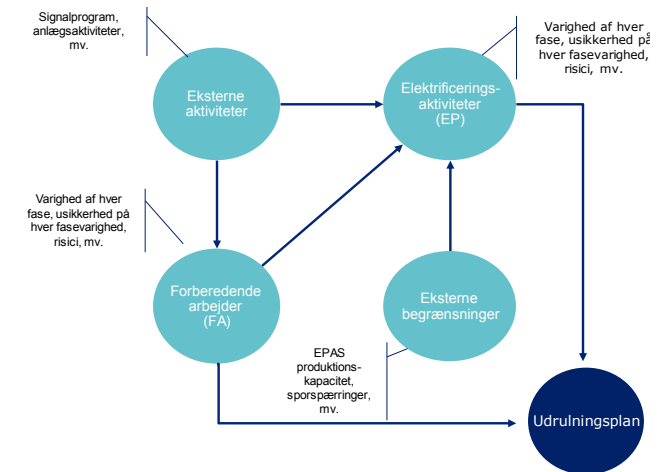 Signalprogram,
anlægsaktiviteter,
mv.
Varighed af hver
fase, usikkerhed på
hver fasevarighed,
risici, mv.
Eksterne
aktiviteter
Elektrificerings-
aktiviteter
(EP)
Varighed af hver
fase, usikkerhed på
hver fasevarighed,
risici, mv.
Forberedende
arbejder
(FA)
Eksterne
begrænsninger
EPAS
produktions-
kapacitet,
sporspærringer,
mv.
Udrulningsplan